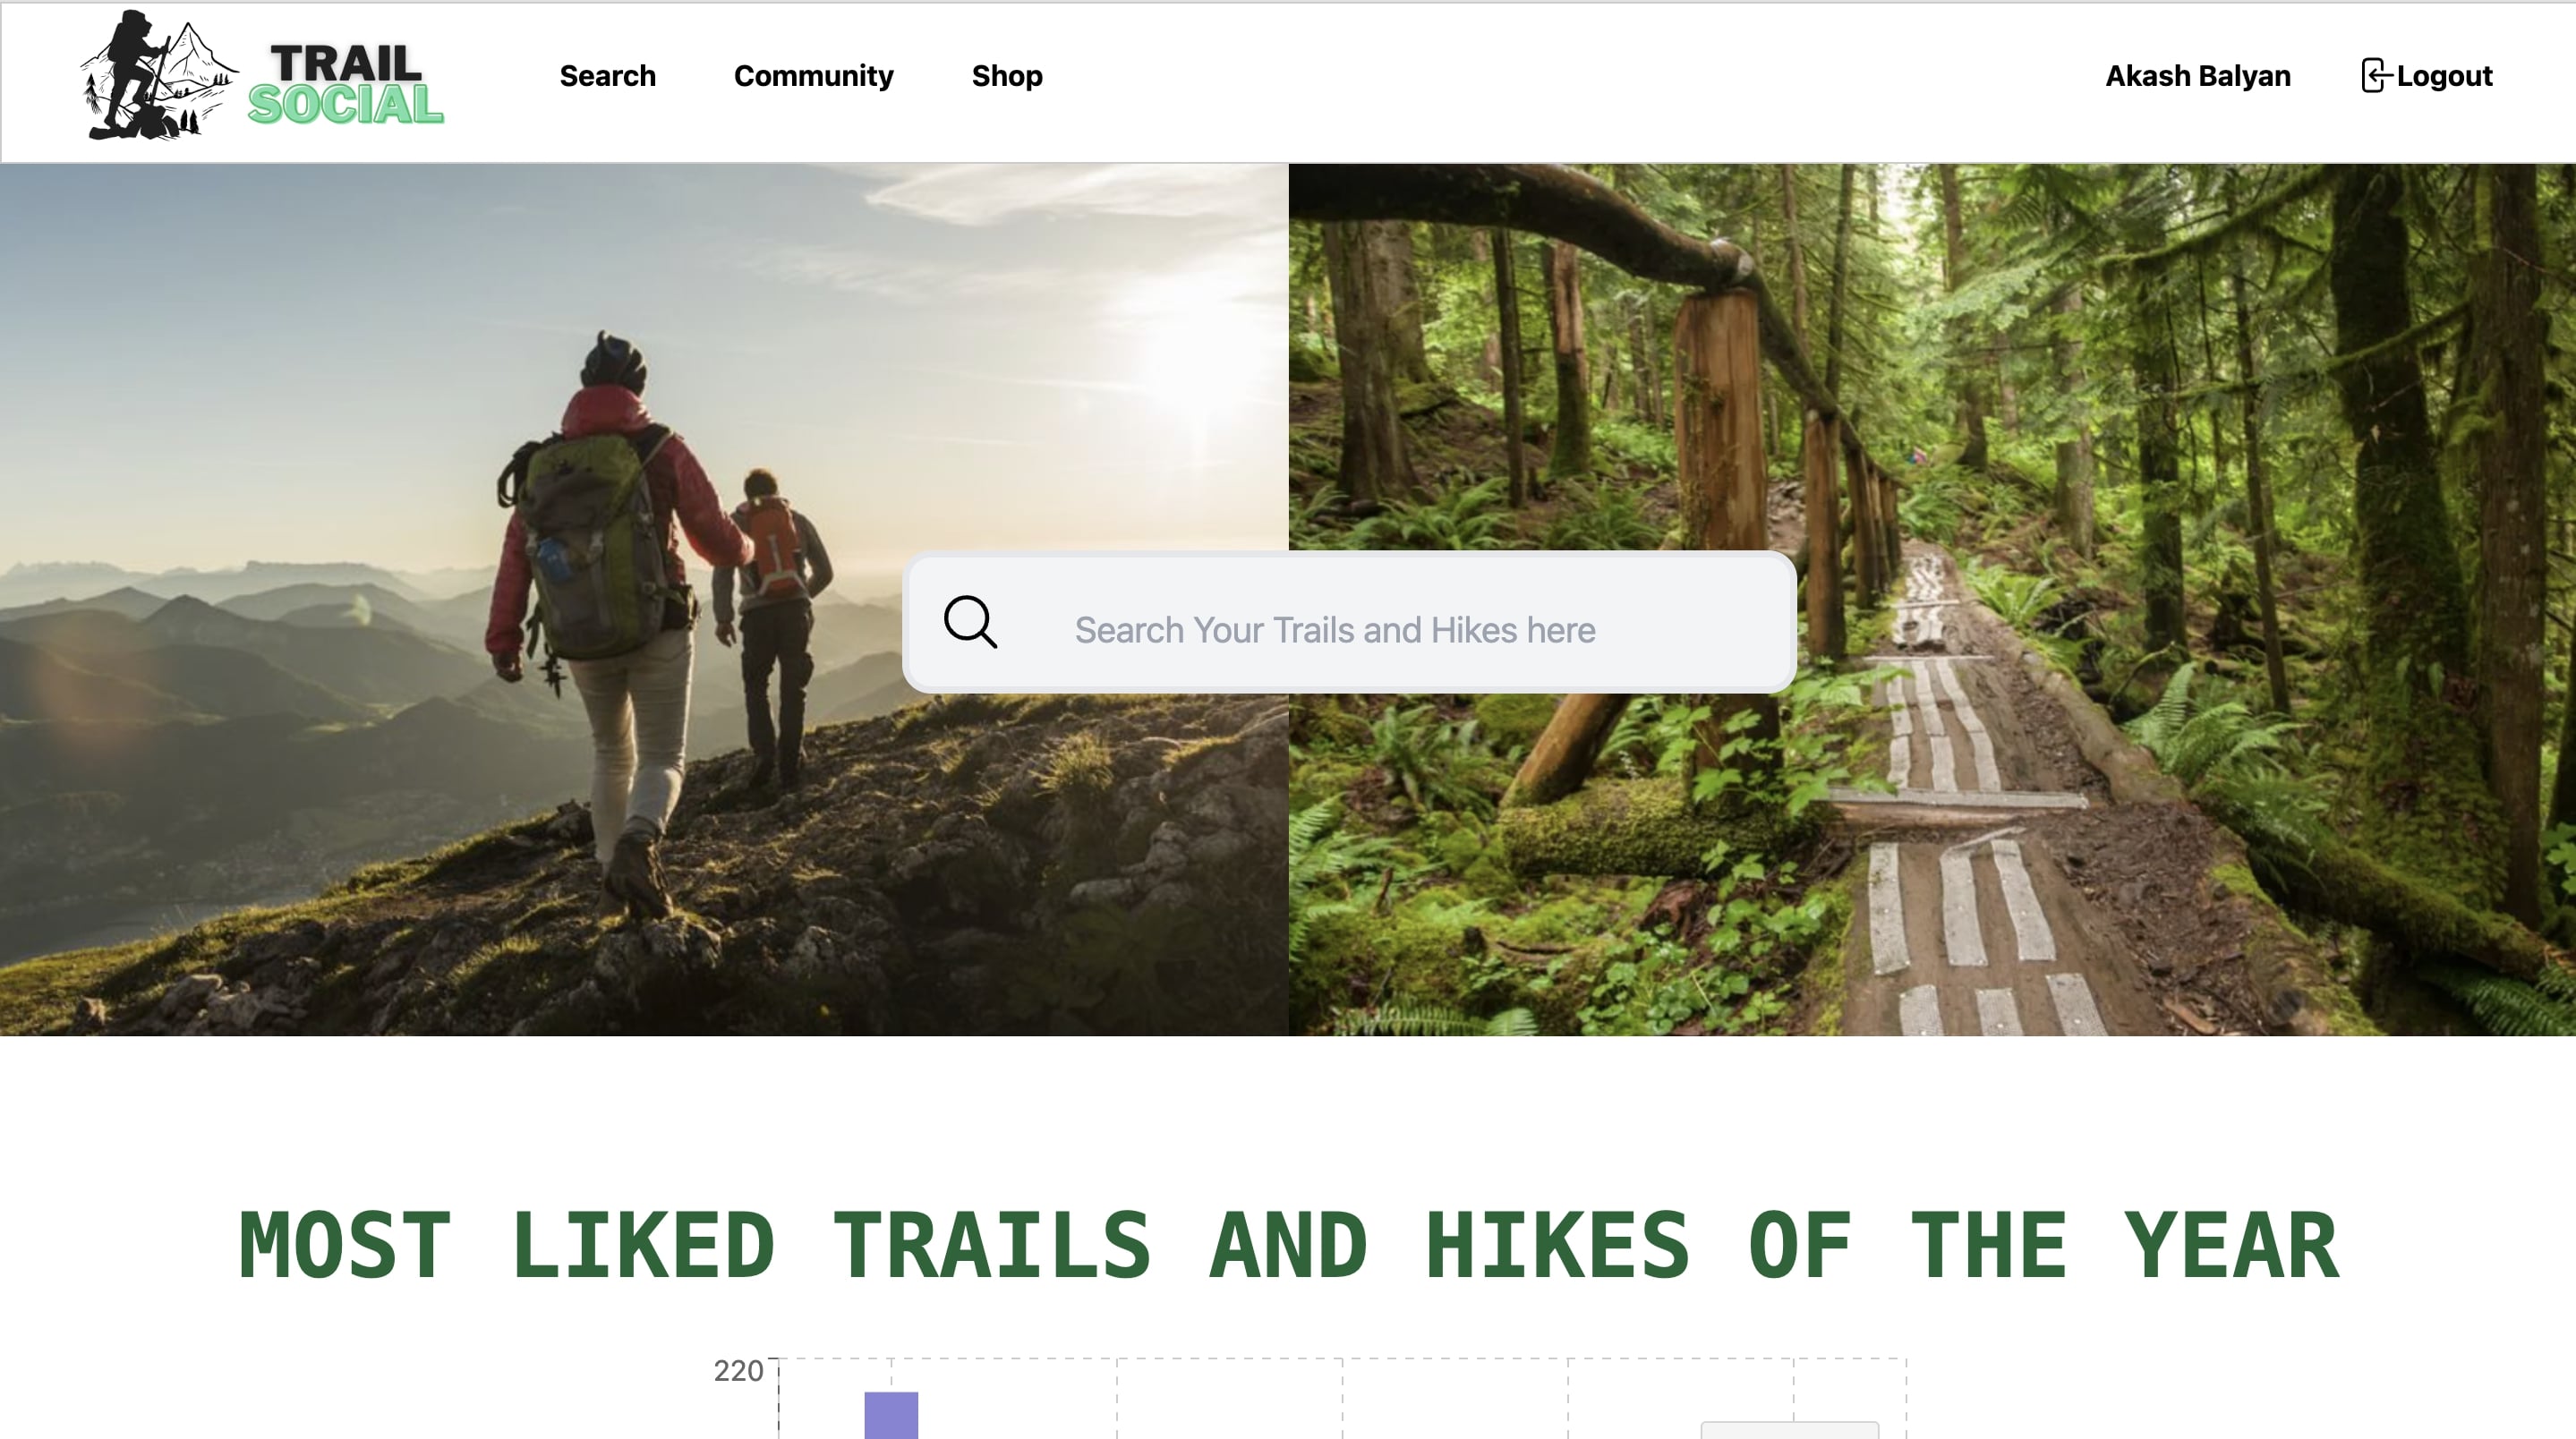 TRAIL
SOCIAL
Search
Community
Shop
Akash Balyan
Logout
Search Your Trails and Hikes here
MOST LIKED TRAILS AND HIKES OF THE YEAR
220